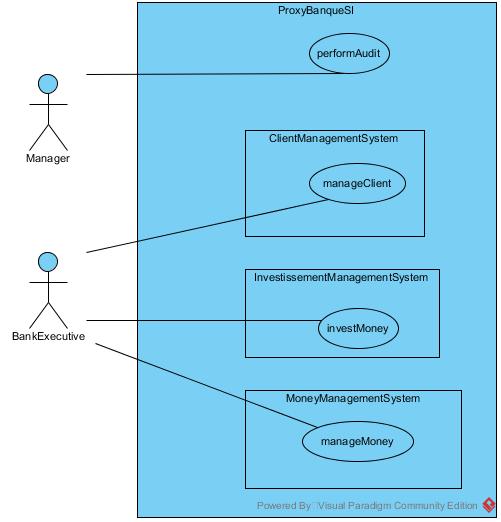 ProxyBanqueSI
performAudit
Manager
ClientManagementSystem
manageClient
BankExecutive
InvestissementManagementSystem
investMoney
MoneyManagementSystem
manageMoney
Powered By Visual Paradigm Community Edition